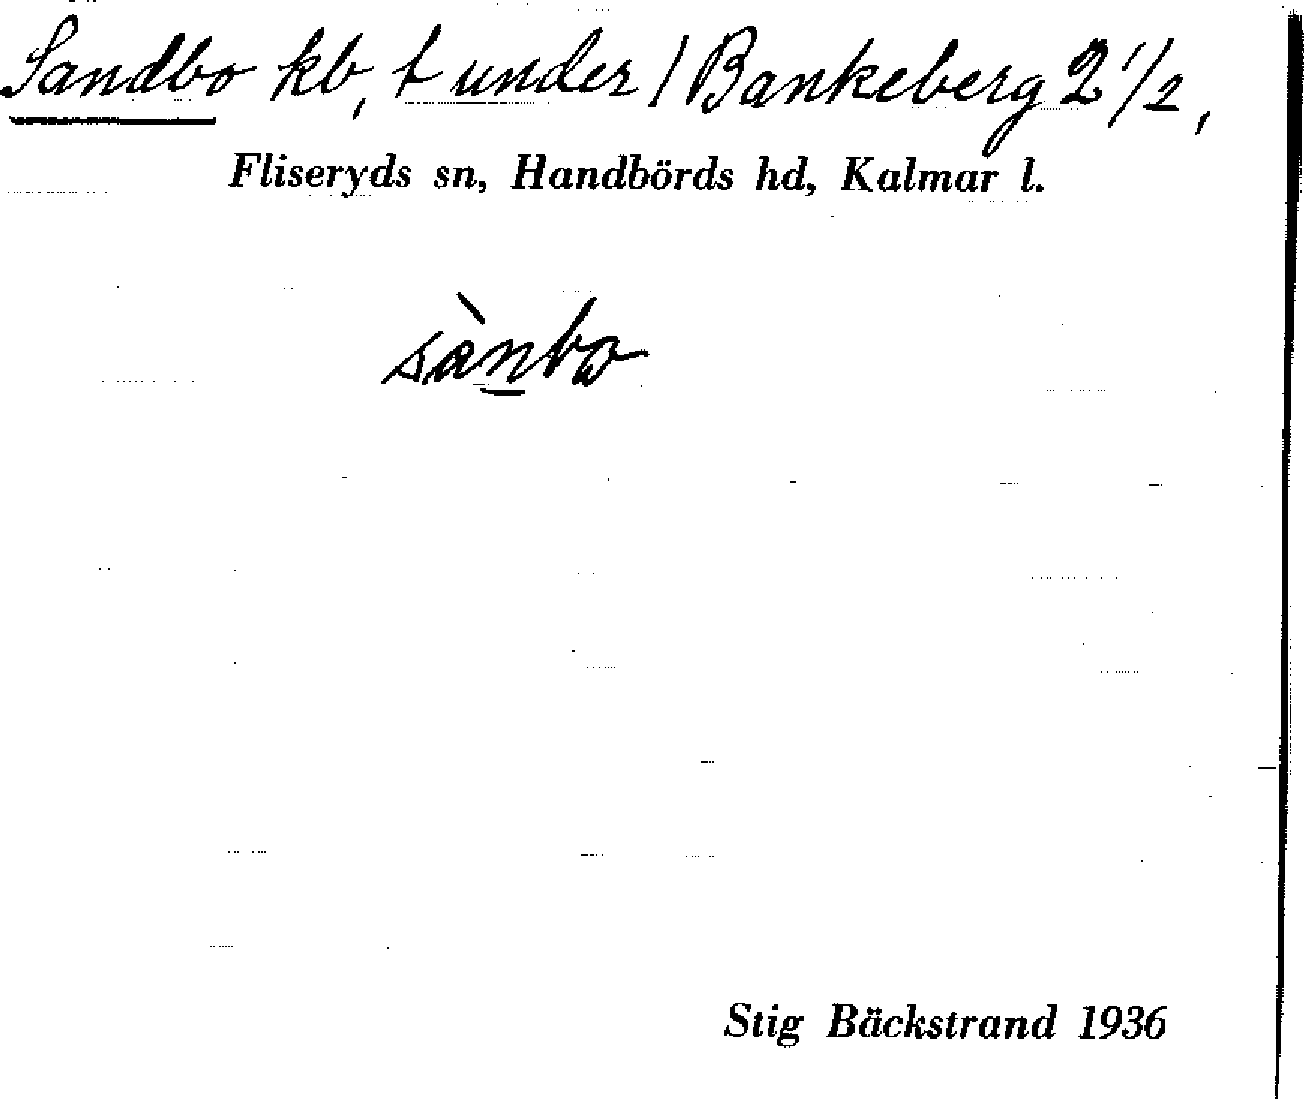 Sandbo kb, t under / Bankeberg 2 1/2,
Fliseryds sn, Handbörds hd, Kalmar l.
sànbo
Stig Bäckstrand 1936